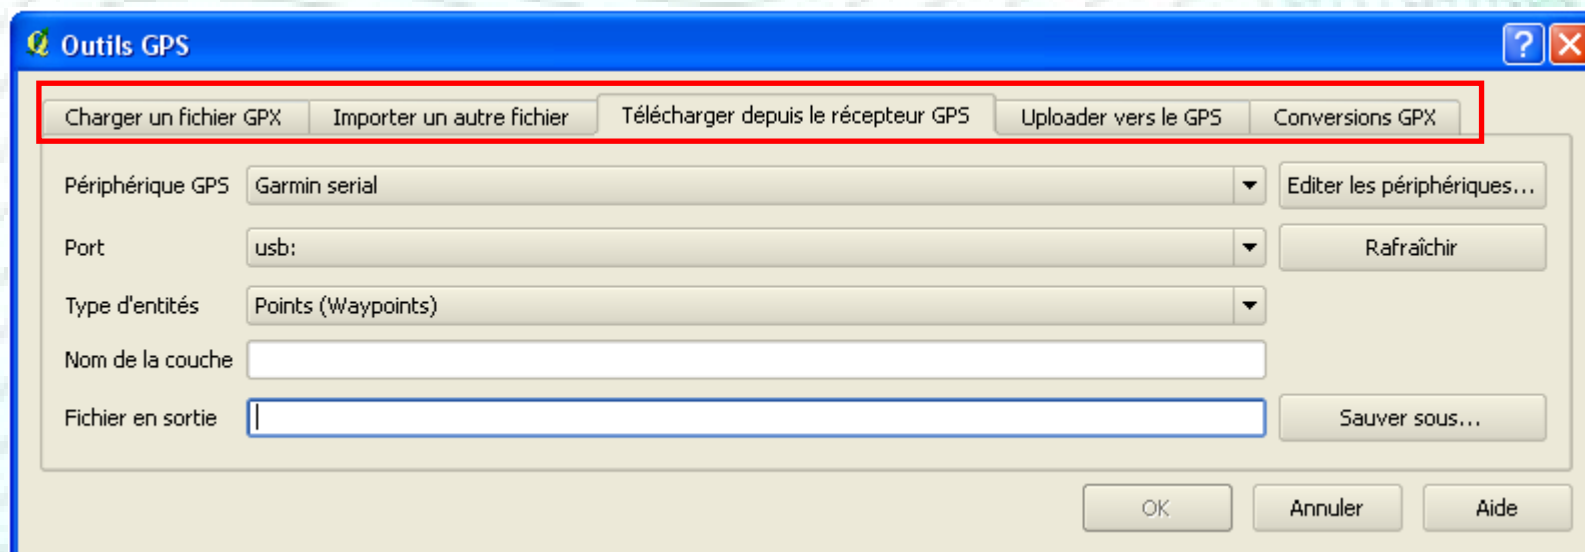 Outils GPS
Charger un fichier GPX Importer un autre fichier Télécharger depuis le récepteur GPS Uploader vers le GPS Conversions GPX
Périphérique GPS Garmin serial Editer les périphériques...
Port usb: Rafraîchir
Type d'entités Points (Waypoints)
Nom de la couche
Fichier en sortie Sauver sous...
OK Annuler Aide